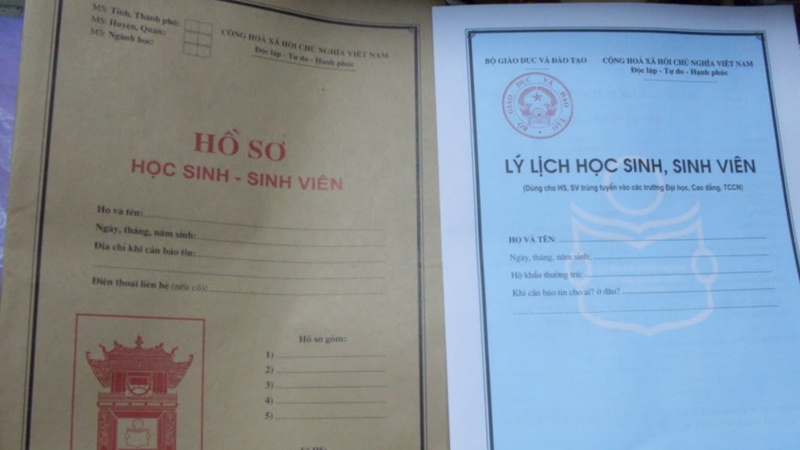 MS: Tỉnh, Thành phố:
MS: Huyện, Quận:
MS: Ngành học:
CỘNG HOÀ XÃ HỘI CHỦ NGHĨA VIỆT NAM
Độc lập - Tự do - Hạnh phúc
HỒ SƠ
HỌC SINH - SINH VIÊN
Họ và tên:
Ngày, tháng, năm sinh:
Địa chỉ khi cần báo tin:
Điện thoại liên hệ (nếu có):
Hồ sơ gồm:
1)
2)
3)
4)
5)
BỘ GIÁO DỤC VÀ ĐÀO TẠO
CỘNG HOÀ XÃ HỘI CHỦ NGHĨA VIỆT NAM
Độc lập - Tự do - Hạnh phúc
BỘ GIÁO DỤC VÀ ĐÀO TẠO
LÝ LỊCH HỌC SINH, SINH VIÊN
(Dùng cho HS, SV trúng tuyển vào các trường Đại học, Cao đẳng, TCCN)
HỌ VÀ TÊN:
Ngày, tháng, năm sinh:
Hộ khẩu thường trú:
Khi cần báo tin cho ai? ở đâu?